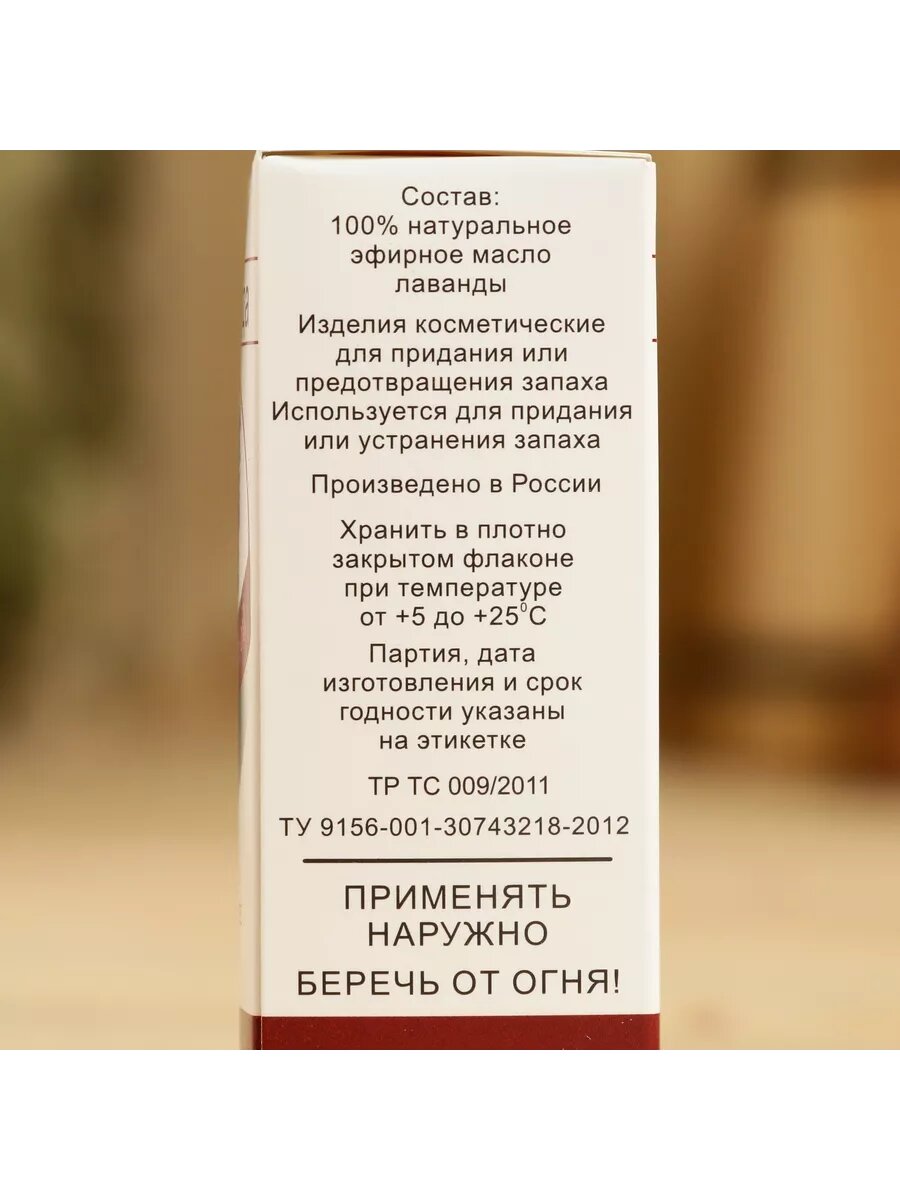 Состав:
100% натуральное
эфирное масло
лаванды
Изделия косметические
для придания или
предотвращения запаха
Используется для придания
или устранения запаха
Произведено в России
Хранить в плотно
закрытом флаконе
при температуре
от +5 до +25⁰С
Партия, дата
изготовления и срок
годности указаны
на этикетке
ТР ТС 009/2011
ТУ 9156-001-30743218-2012
ПРИМЕНЯТЬ
НАРУЖНО
БЕРЕЧЬ ОТ ОГНЯ!